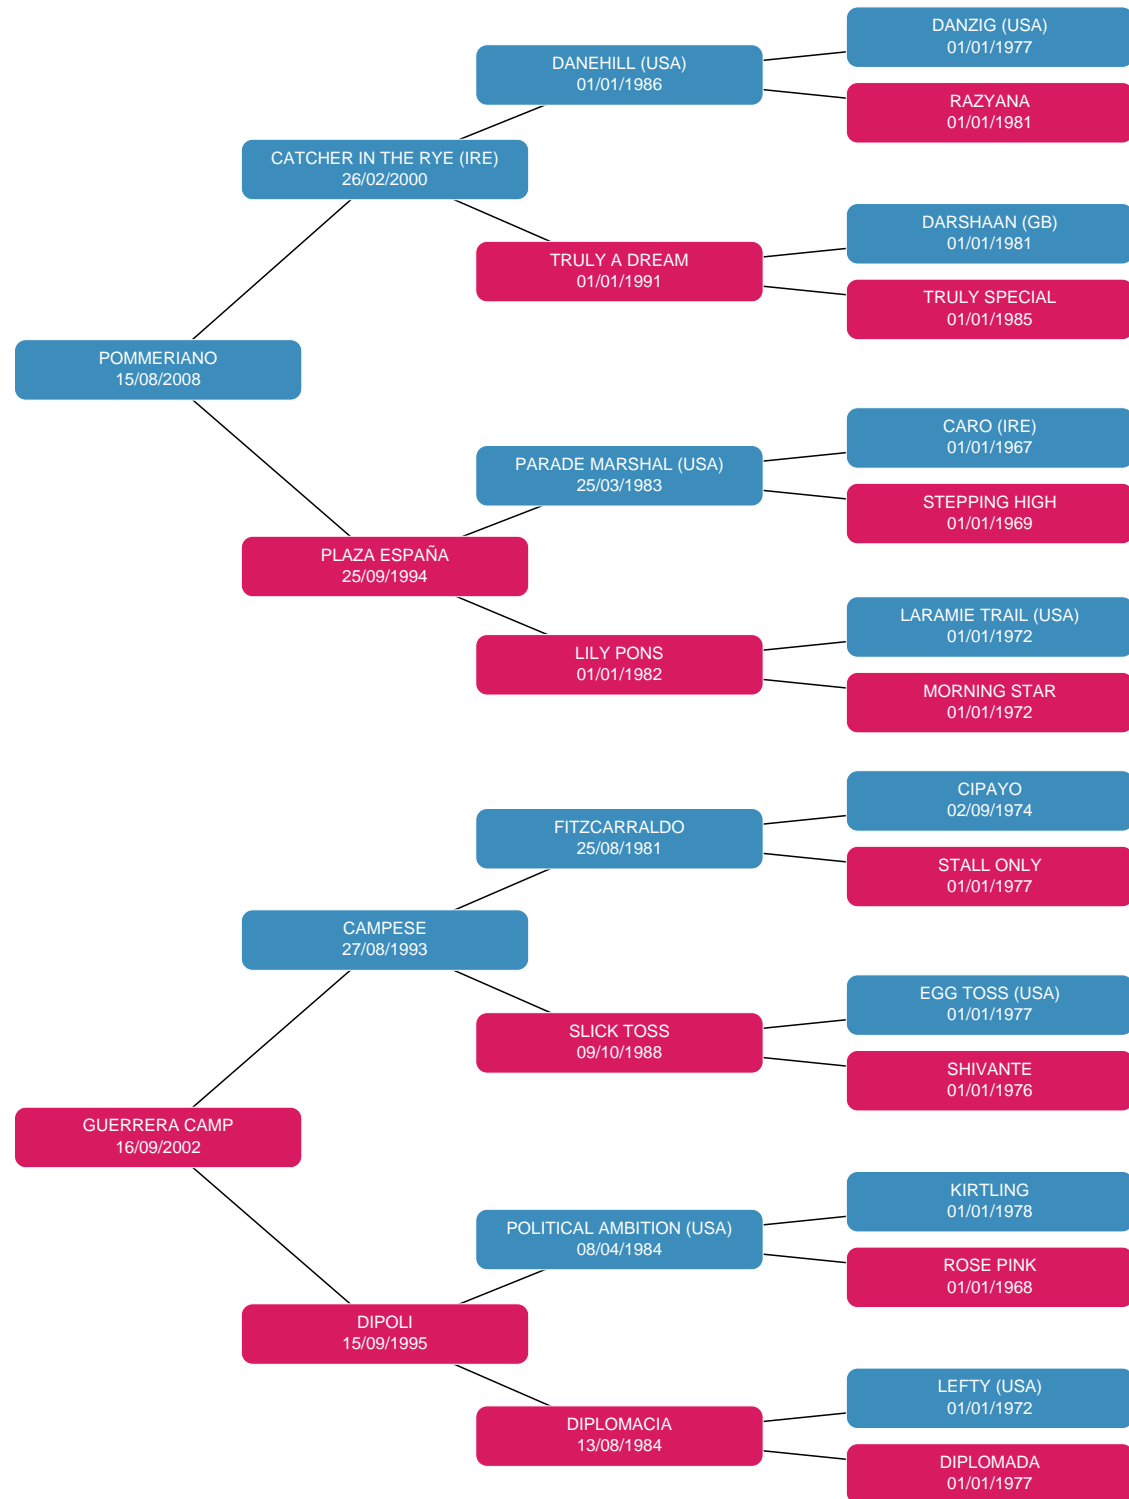 DANZIG (USA)
01/01/1977
DANEHILL (USA)
01/01/1986
RAZYANA
01/01/1981
CATCHER IN THE RYE (IRE)
26/02/2000
DARSHAAN (GB)
01/01/1981
TRULY A DREAM
01/01/1991
TRULY SPECIAL
01/01/1985
POMMERIANO
15/08/2008
CARO (IRE)
01/01/1967
PARADE MARSHAL (USA)
25/03/1983
STEPPING HIGH
01/01/1969
PLAZA ESPAÑA
25/09/1994
LARAMIE TRAIL (USA)
01/01/1972
LILY PONS
01/01/1982
MORNING STAR
01/01/1972
CIPAYO
02/09/1974
FITZCARRALDO
25/08/1981
STALL ONLY
01/01/1977
CAMPESE
27/08/1993
EGG TOSS (USA)
01/01/1977
SLICK TOSS
09/10/1988
SHIVANTE
01/01/1976
GUERRERA CAMP
16/09/2002
KIRTLING
01/01/1978
POLITICAL AMBITION (USA)
08/04/1984
ROSE PINK
01/01/1968
DIPOLI
15/09/1995
LEFTY (USA)
01/01/1972
DIPLOMACIA
13/08/1984
DIPLOMADA
01/01/1977